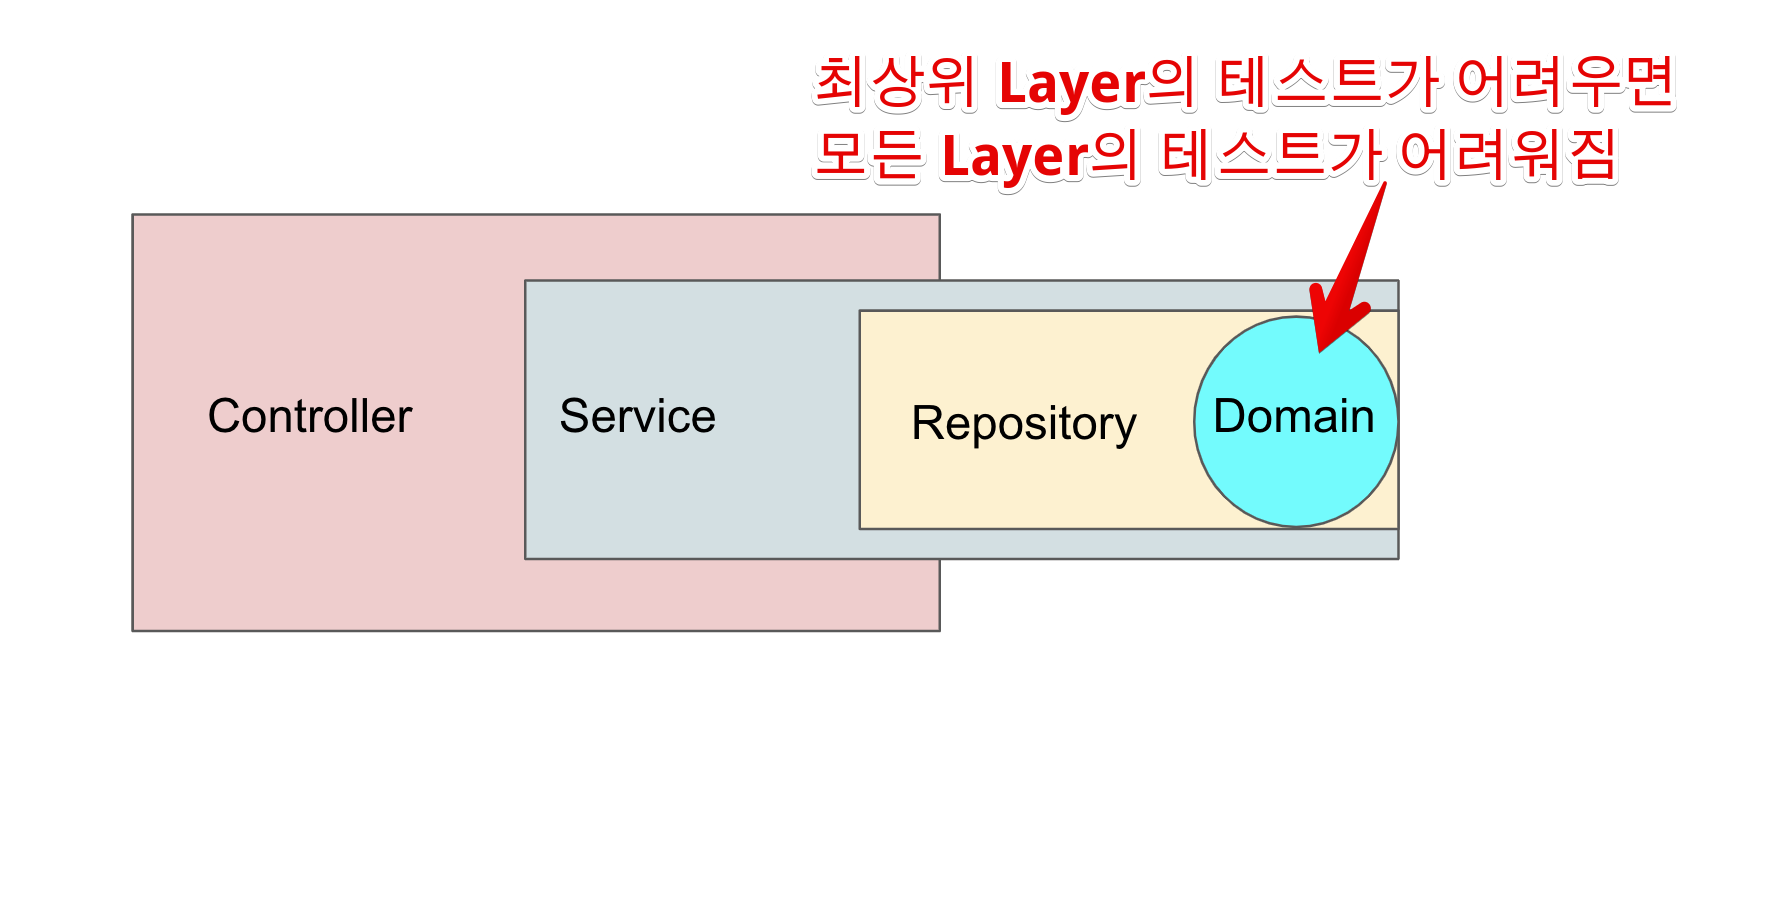 최상위 Layer의 테스트가 어려우면
모든 Layer의 테스트가 어려워짐
Controller
Service
Repository
Domain